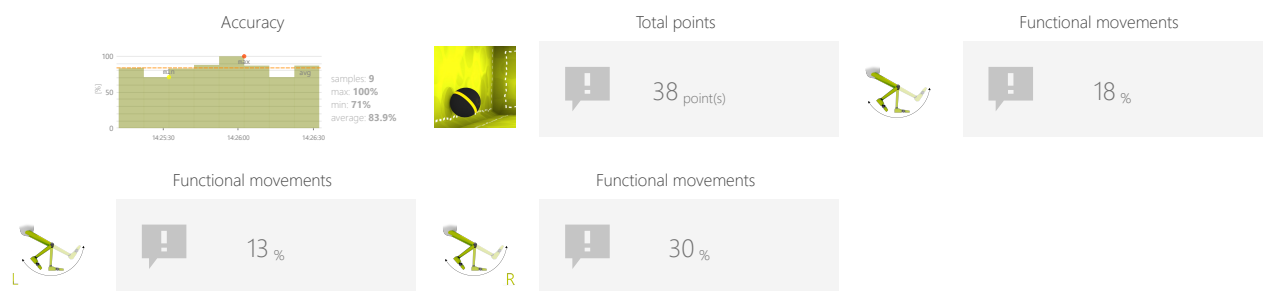 Accuracy
Total points
Functional movements
100
50
0
[%]
min
max
avg
14:25:30
14:26:00
14:26:30
samples: 9
max: 100%
min: 71%
average: 83.9%
38 point(s)
18 %
Functional movements
Functional movements
L
13 %
R
30 %